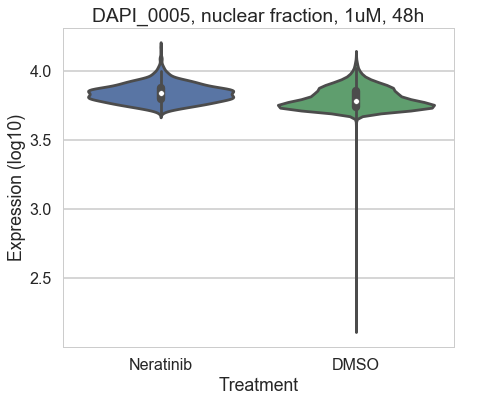 DAPI_0005, nuclear fraction, 1uM, 48h
Expression (log10)
4.0
3.5
3.0
2.5
Neratinib DMSO
Treatment